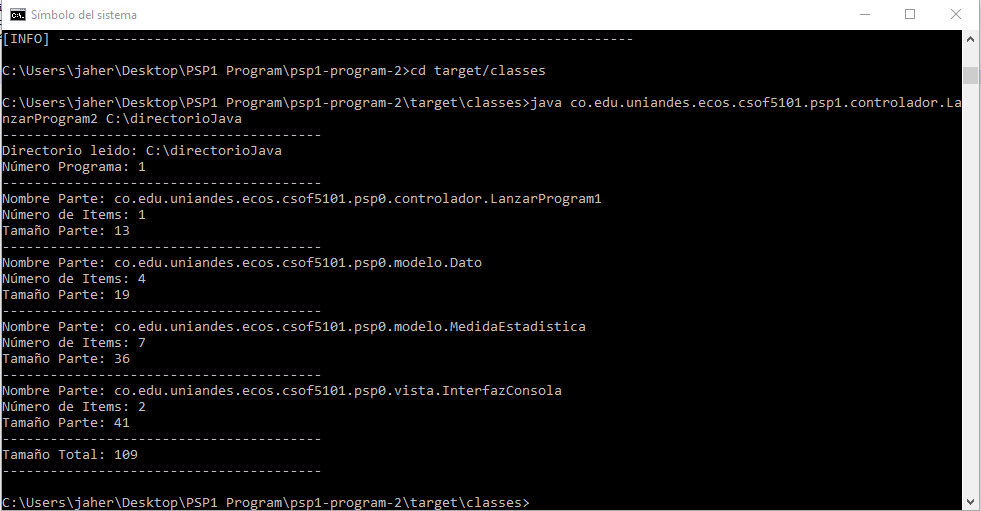 Símbolo del sistema
[INFO] ------------------------------------------------------------------------
C:\Users\jaher\Desktop\PSP1 Program\psp1-program-2>cd target/classes
C:\Users\jaher\Desktop\PSP1 Program\psp1-program-2\target\classes>java co.edu.uniandes.ecos.csof5101.psp1.controlador.La
nzarProgram2 C:\directorioJava
----------------------------------------
Directorio leido: C:\directorioJava
Número Programa: 1
----------------------------------------
Nombre Parte: co.edu.uniandes.ecos.csof5101.psp0.controlador.LanzarProgram1
Número de Items: 1
Tamaño Parte: 13
----------------------------------------
Nombre Parte: co.edu.uniandes.ecos.csof5101.psp0.modelo.Dato
Número de Items: 4
Tamaño Parte: 19
----------------------------------------
Nombre Parte: co.edu.uniandes.ecos.csof5101.psp0.modelo.MedidaEstadistica
Número de Items: 7
Tamaño Parte: 36
----------------------------------------
Nombre Parte: co.edu.uniandes.ecos.csof5101.psp0.vista.InterfazConsola
Número de Items: 2
Tamaño Parte: 41
----------------------------------------
Tamaño Total: 109
----------------------------------------
C:\Users\jaher\Desktop\PSP1 Program\psp1-program-2\target\classes>